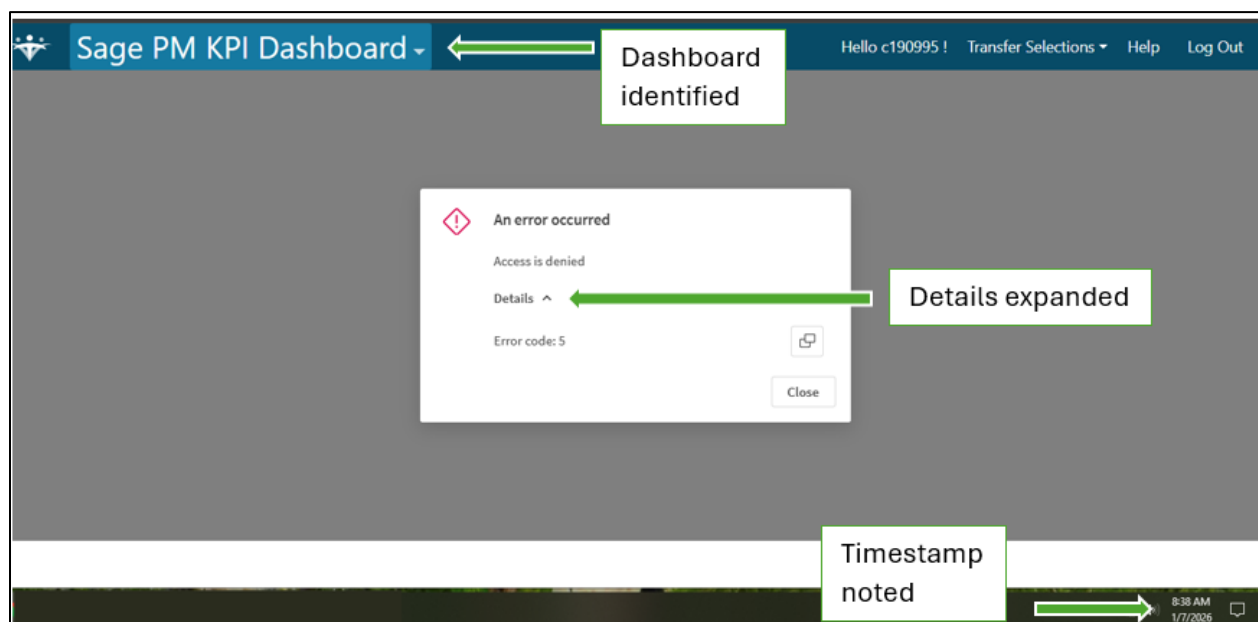 Sage PM KPI Dashboard
Dashboard
identified
Hello c190995 !
Transfer Selections
Help
Log Out
An error occurred
Access is denied
Details
Details expanded
Error code: 5
Close
Timestamp
noted
8:38 AM
1/7/2026